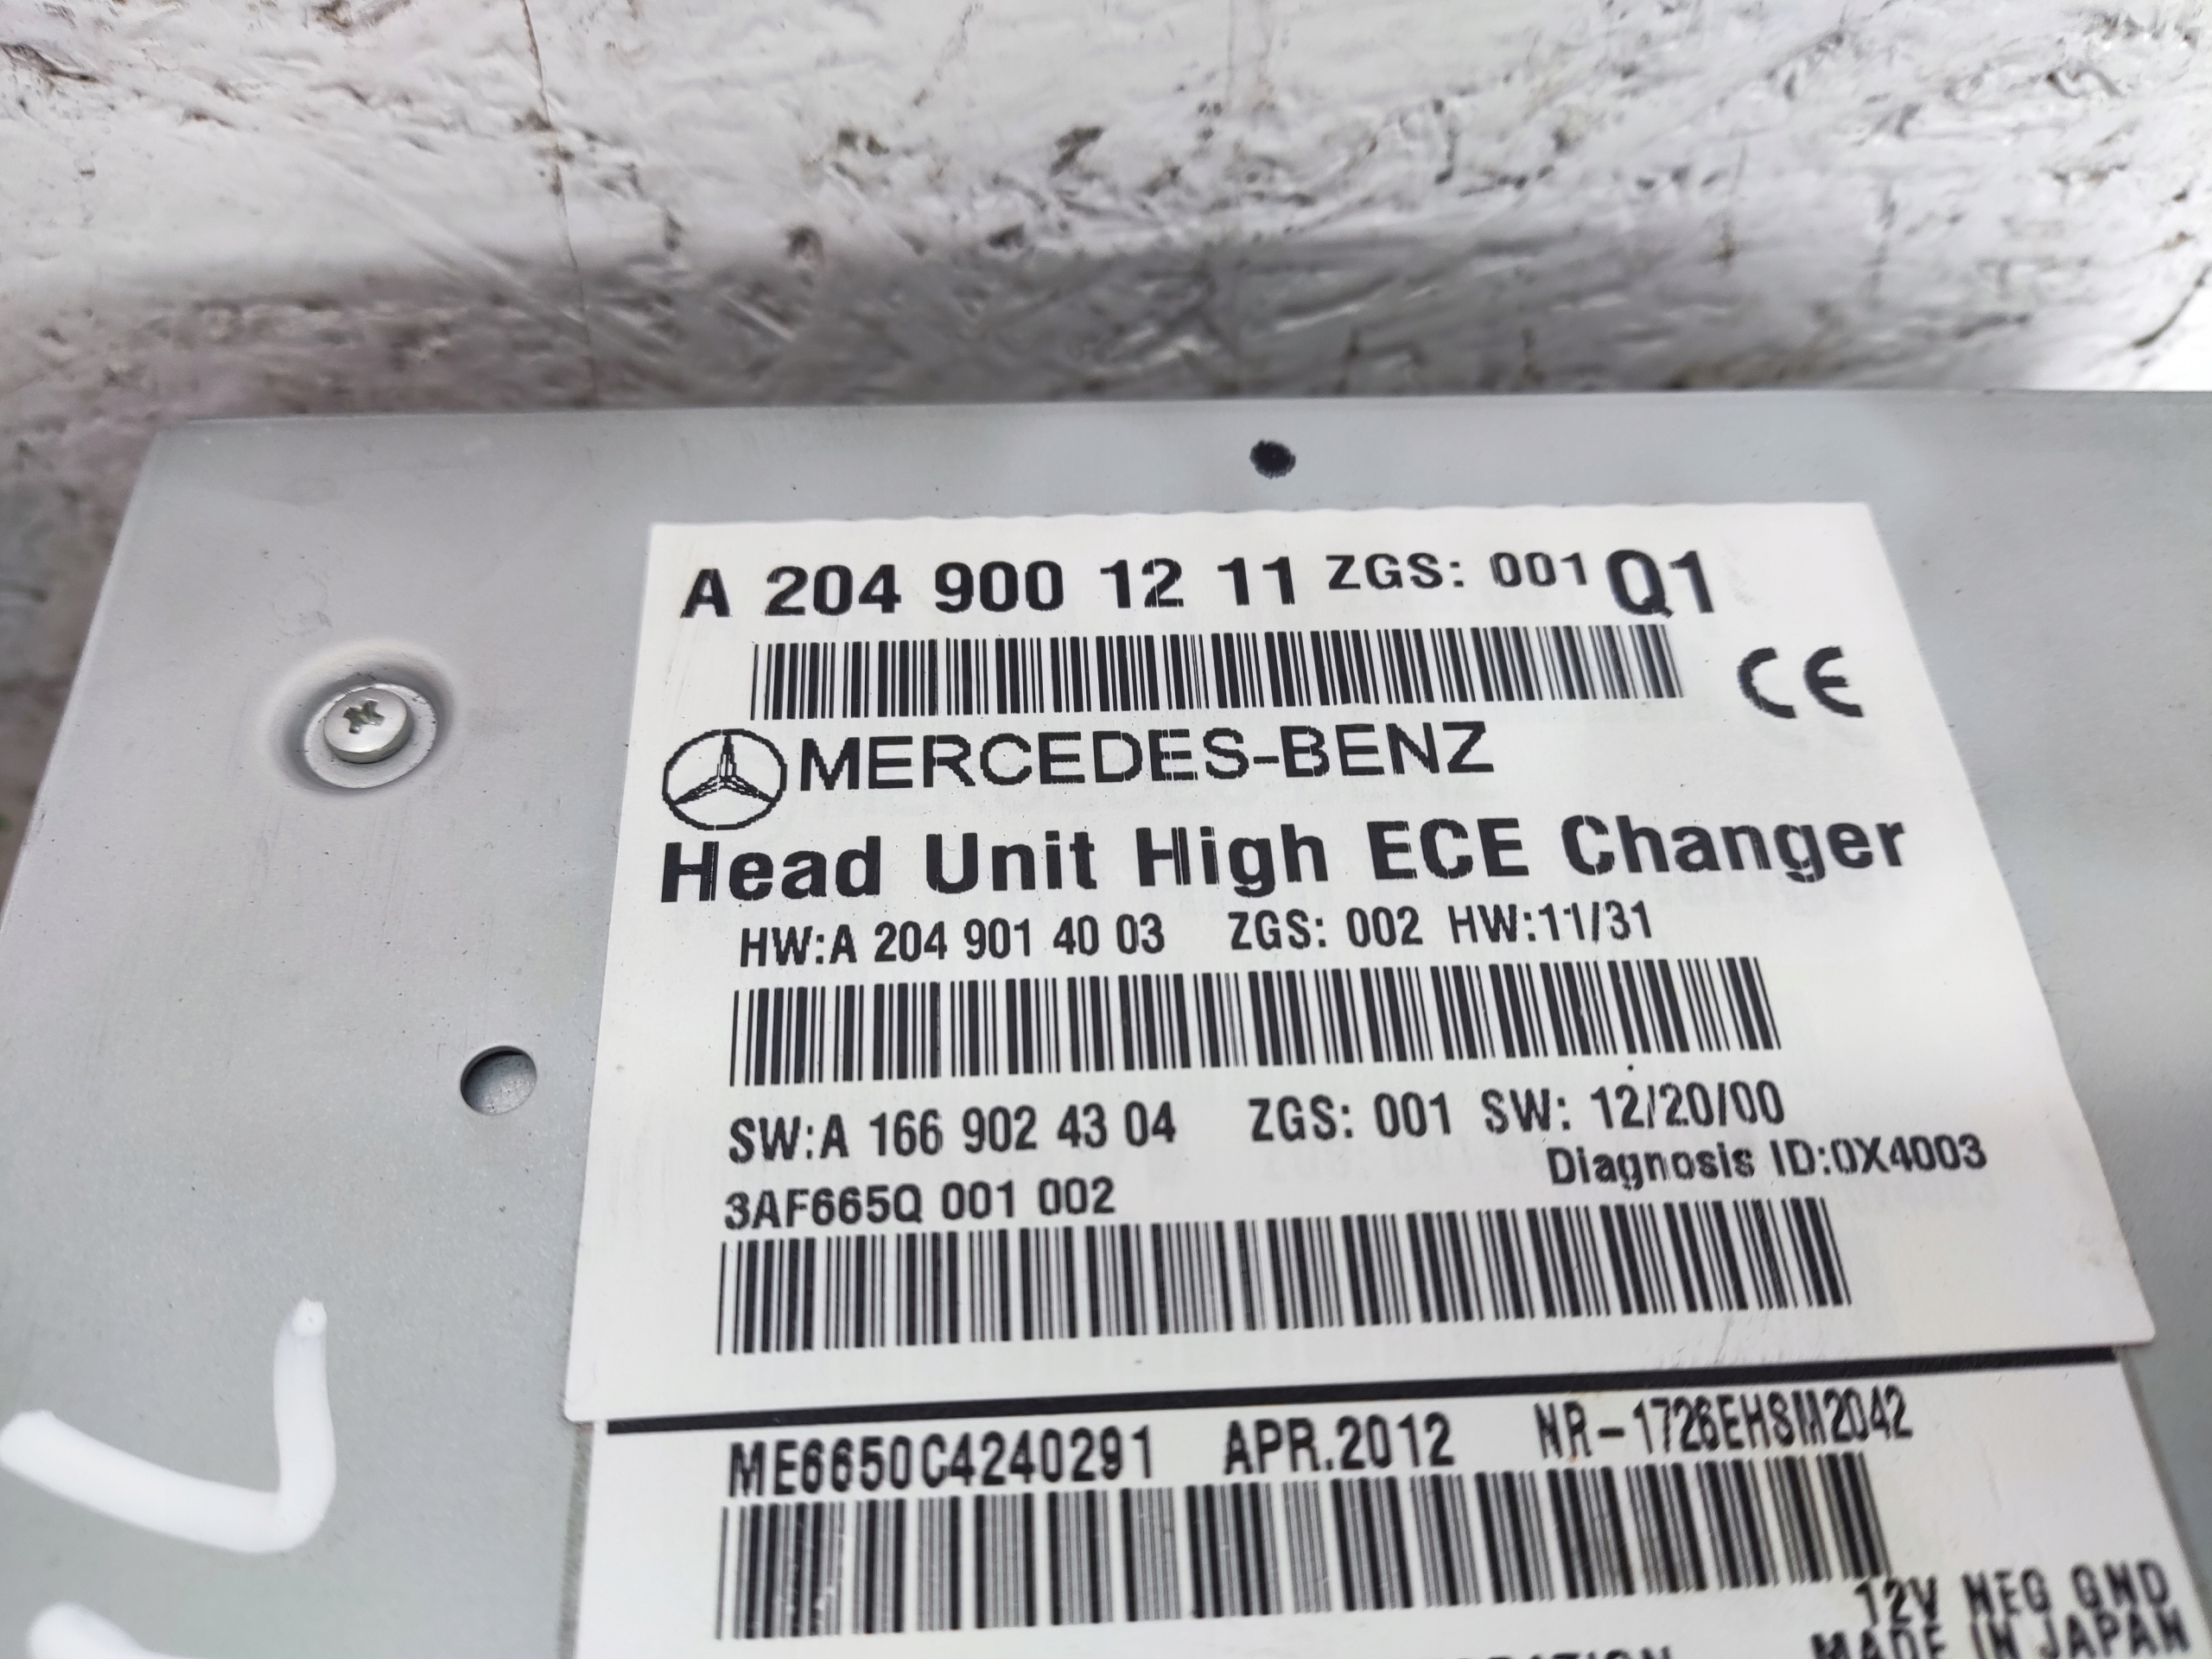 A 204 900 12 11 ZGS: 001 Q1
CE
MERCEDES-BENZ
Head Unit High ECE Changer
HW:A 204 901 40 03 ZGS: 002 HW:11/31
SW:A 166 902 43 04 ZGS: 001 SW: 12/20/00
Diagnosis ID:0X4003
3AF665Q 001 002
ME6650C4240291 APR.2012 NR-1726EHSM2042
12V NEG GND
MADE IN JAPAN